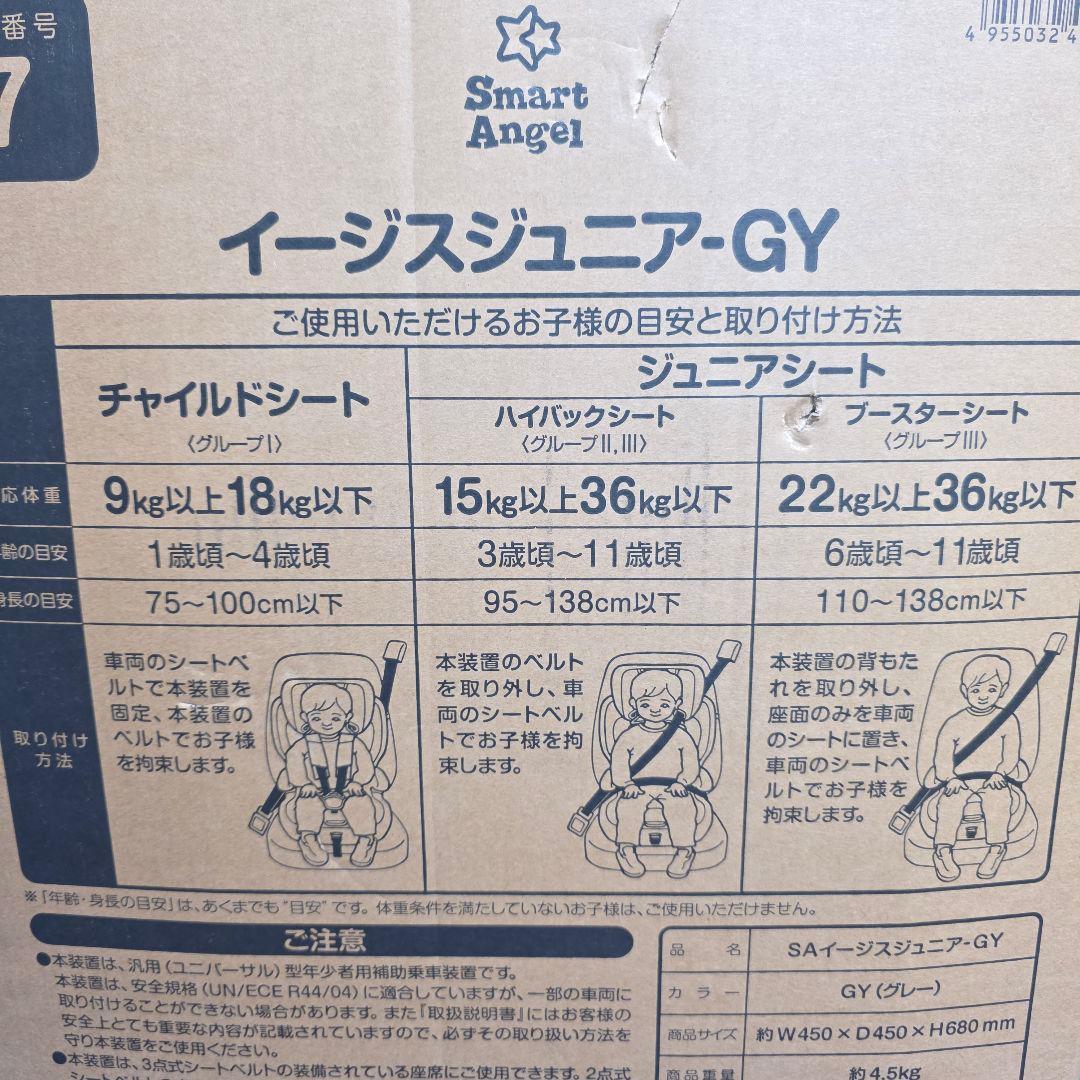 番号
7
Smart
Angel
4 955032 4
イージスジュニア-GY
ご使用いただけるお子様の目安と取り付け方法
チャイルドシート
〈グループI〉
ジュニアシート
ハイバックシート
〈グループII,III〉
ブースターシート
〈グループIII〉
応体重
9kg以上18kg以下
15kg以上36kg以下
22kg以上36kg以下
齢の目安
1歳頃〜4歳頃
3歳頃〜11歳頃
6歳頃〜11歳頃
身長の目安
75〜100cm以下
95〜138cm以下
110〜138cm以下
取り付け
方法
車両のシートベ
ルトで本装置を
固定、本装置の
ベルトでお子様
を拘束します。
本装置のベルト
を取り外し、車
両のシートベル
トでお子様を拘
束します。
本装置の背もた
れを取り外し、
座面のみを車両
のシートに置き、
車両のシートベ
ルトでお子様を
拘束します。
※「年齢・身長の目安」は、あくまでも"目安"です。体重条件を満たしていないお子様は、ご使用いただけません。
ご注意
●本装置は、汎用(ユニバーサル)型年少者用補助乗車装置です。
本装置は、安全規格(UN/ECE R44/04)に適合していますが、一部の車両に
取り付けることができない場合があります。また『取扱説明書』にはお客様の
安全上とても重要な内容が記載されていますので、必ずその取り扱い方法を
守り本装置をご使用ください。
●本装置は、3点式シートベルトの装備されている座席にご使用できます。2点式
品名
SAイージスジュニア-GY
カラー
GY(グレー)
商品サイズ
約W450×D450×H680mm
商品重量
約4.5kg